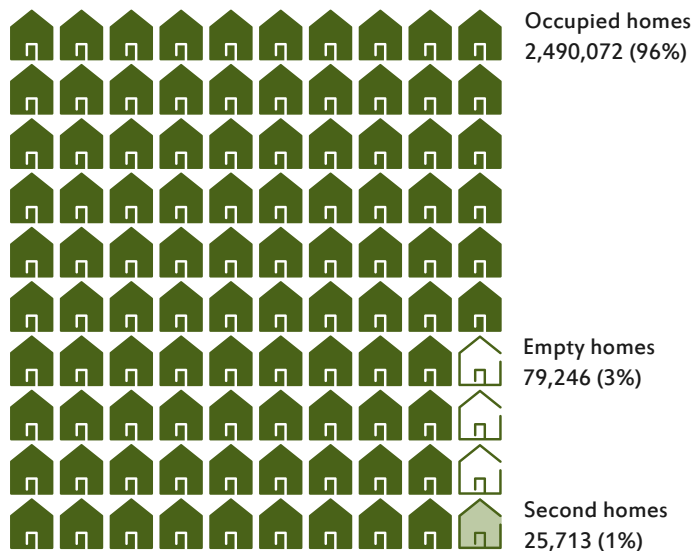 Occupied homes
2,490,072 (96%)
Empty homes
79,246 (3%)
Second homes
25,713 (1%)